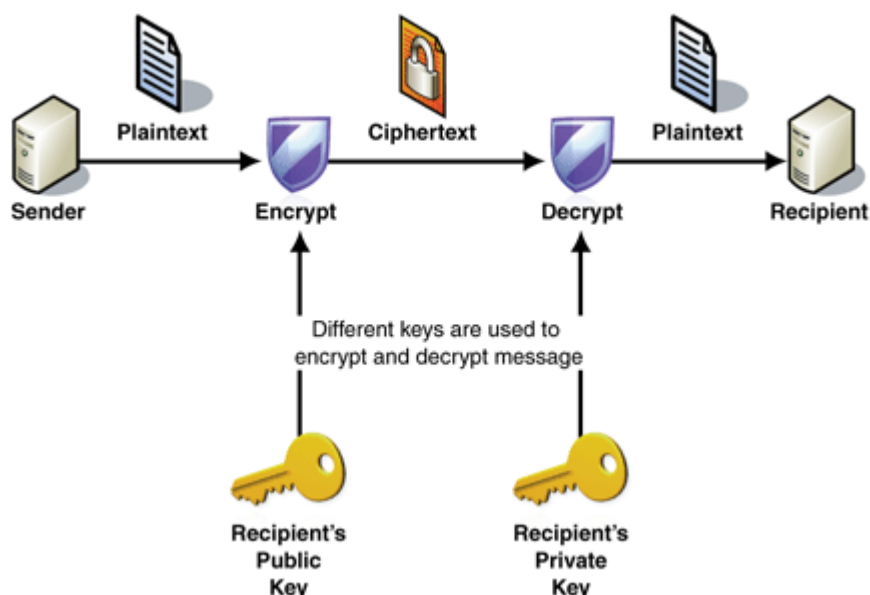 Plaintext
Ciphertext
Plaintext
Sender
Encrypt
Decrypt
Recipient
Different keys are used to
encrypt and decrypt message
Recipient's
Public
Key
Recipient's
Private
Key